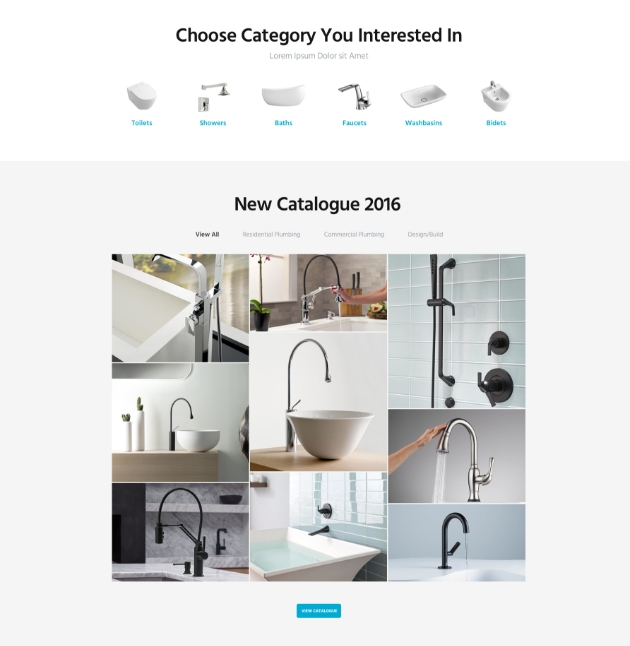 Choose Category You Interested In
Lorem Ipsum Dolor sit Amet
Toilets Showers Baths Faucets Washbasins Bidets
New Catalogue 2016
View All Residential Plumbing Commercial Plumbing Design/Build
VIEW CATALOGUE